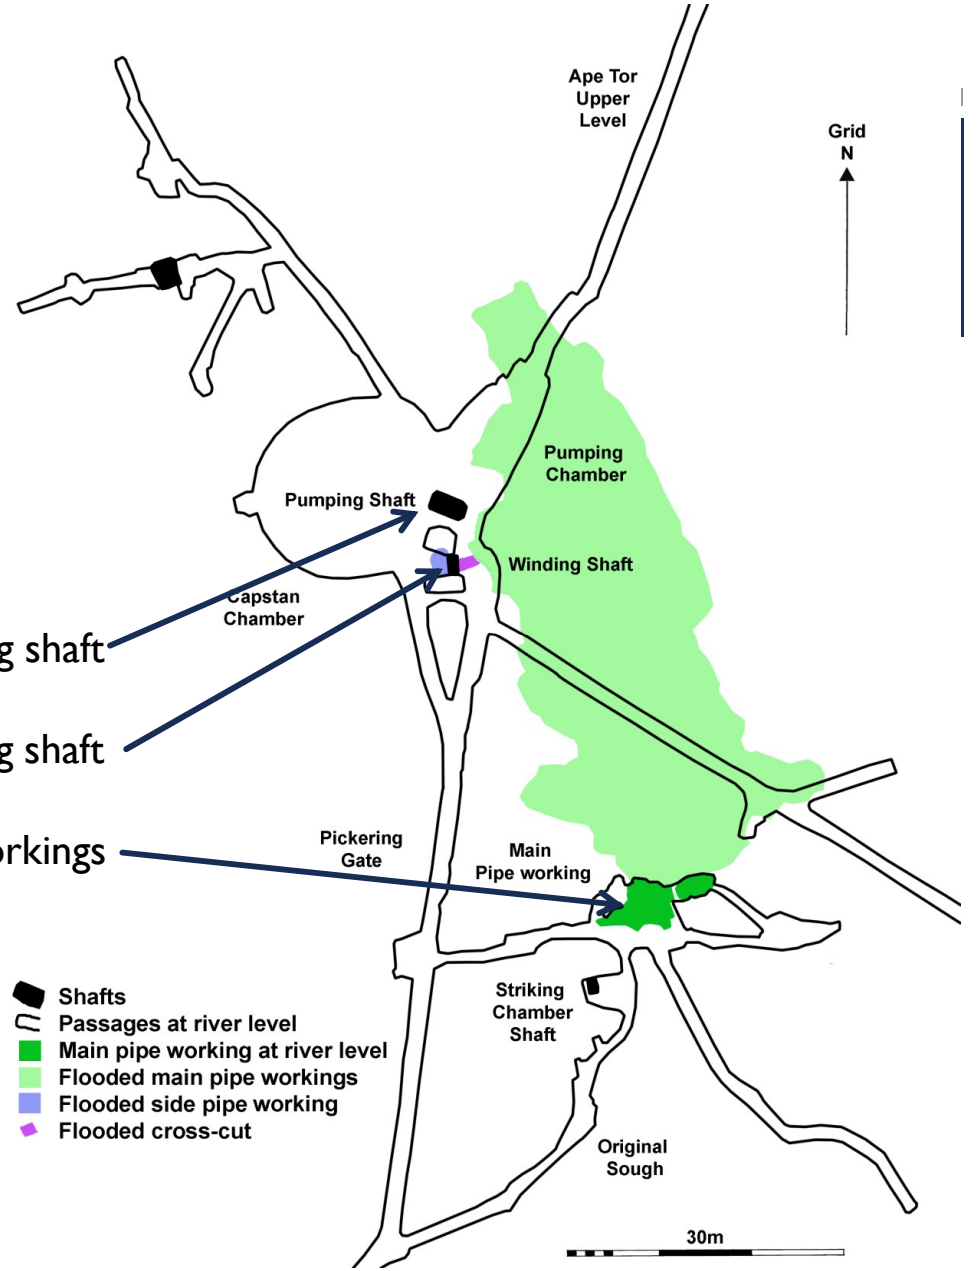 Ape Tor
Upper
Level
Grid
N
Pumping
Chamber
Pumping Shaft
Winding Shaft
Capstan
Chamber
g shaft
g shaft
orkings
Pickering
Gate
Main
Pipe working
Striking
Chamber
Shaft
Shafts
Passages at river level
Main pipe working at river level
Flooded main pipe workings
Flooded side pipe working
Flooded cross-cut
Original
Sough
30m